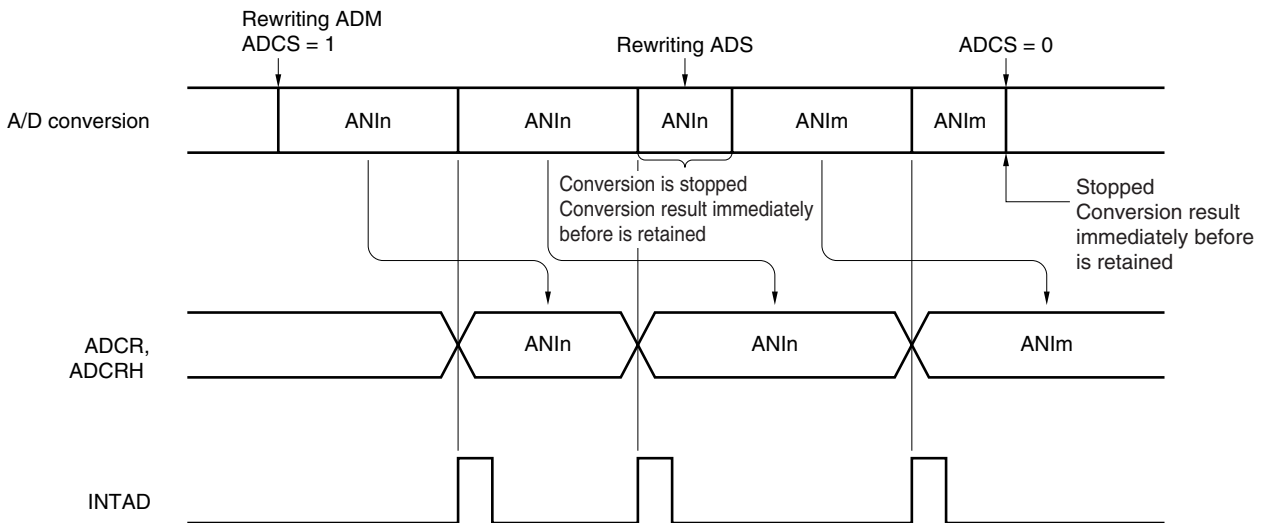 Rewriting ADM
ADCS = 1
Rewriting ADS
ADCS = 0
A/D conversion
ANIn
ANIn
ANIn
ANIm
ANIm
Conversion is stopped
Conversion result immediately
before is retained
Stopped
Conversion result
immediately before
is retained
ADCR,
ADCRH
ANIn
ANIn
ANIm
INTAD